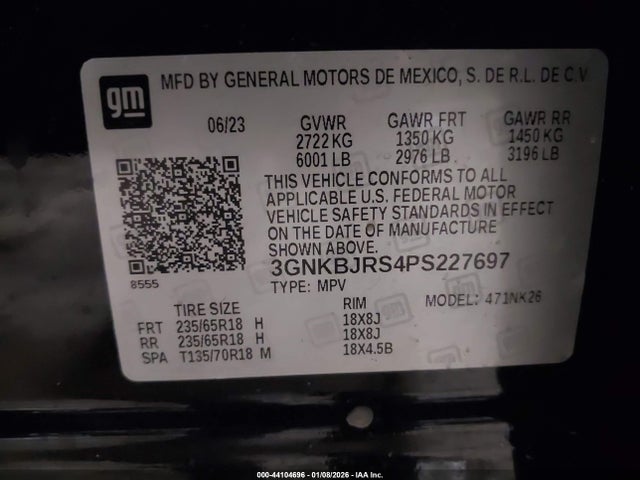 gm
MFD BY GENERAL MOTORS DE MEXICO, S. DE R.L. DE C.V.
06/23 GVWR GAWR FRT GAWR RR
2722 KG 1350 KG 1450 KG
6001 LB 2976 LB 3196 LB
THIS VEHICLE CONFORMS TO ALL
APPLICABLE U.S. FEDERAL MOTOR
VEHICLE SAFETY STANDARDS IN EFFECT
ON THE DATE OF MANUFACTURE
SHOWN ABOVE.
3GNKBJRS4PS227697
8555
TYPE: MPV MODEL: 471NK26
TIRE SIZE RIM
FRT 235/65R18 H 18X8J
RR 235/65R18 H 18X8J
SPA T135/70R18 M 18X4.5B
000-44104696 - 01/08/2026 - IAA Inc.